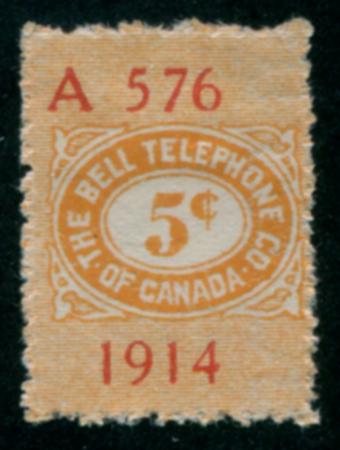 A 576
THE BELL TELEPHONE CO.
5¢
OF CANADA
1914